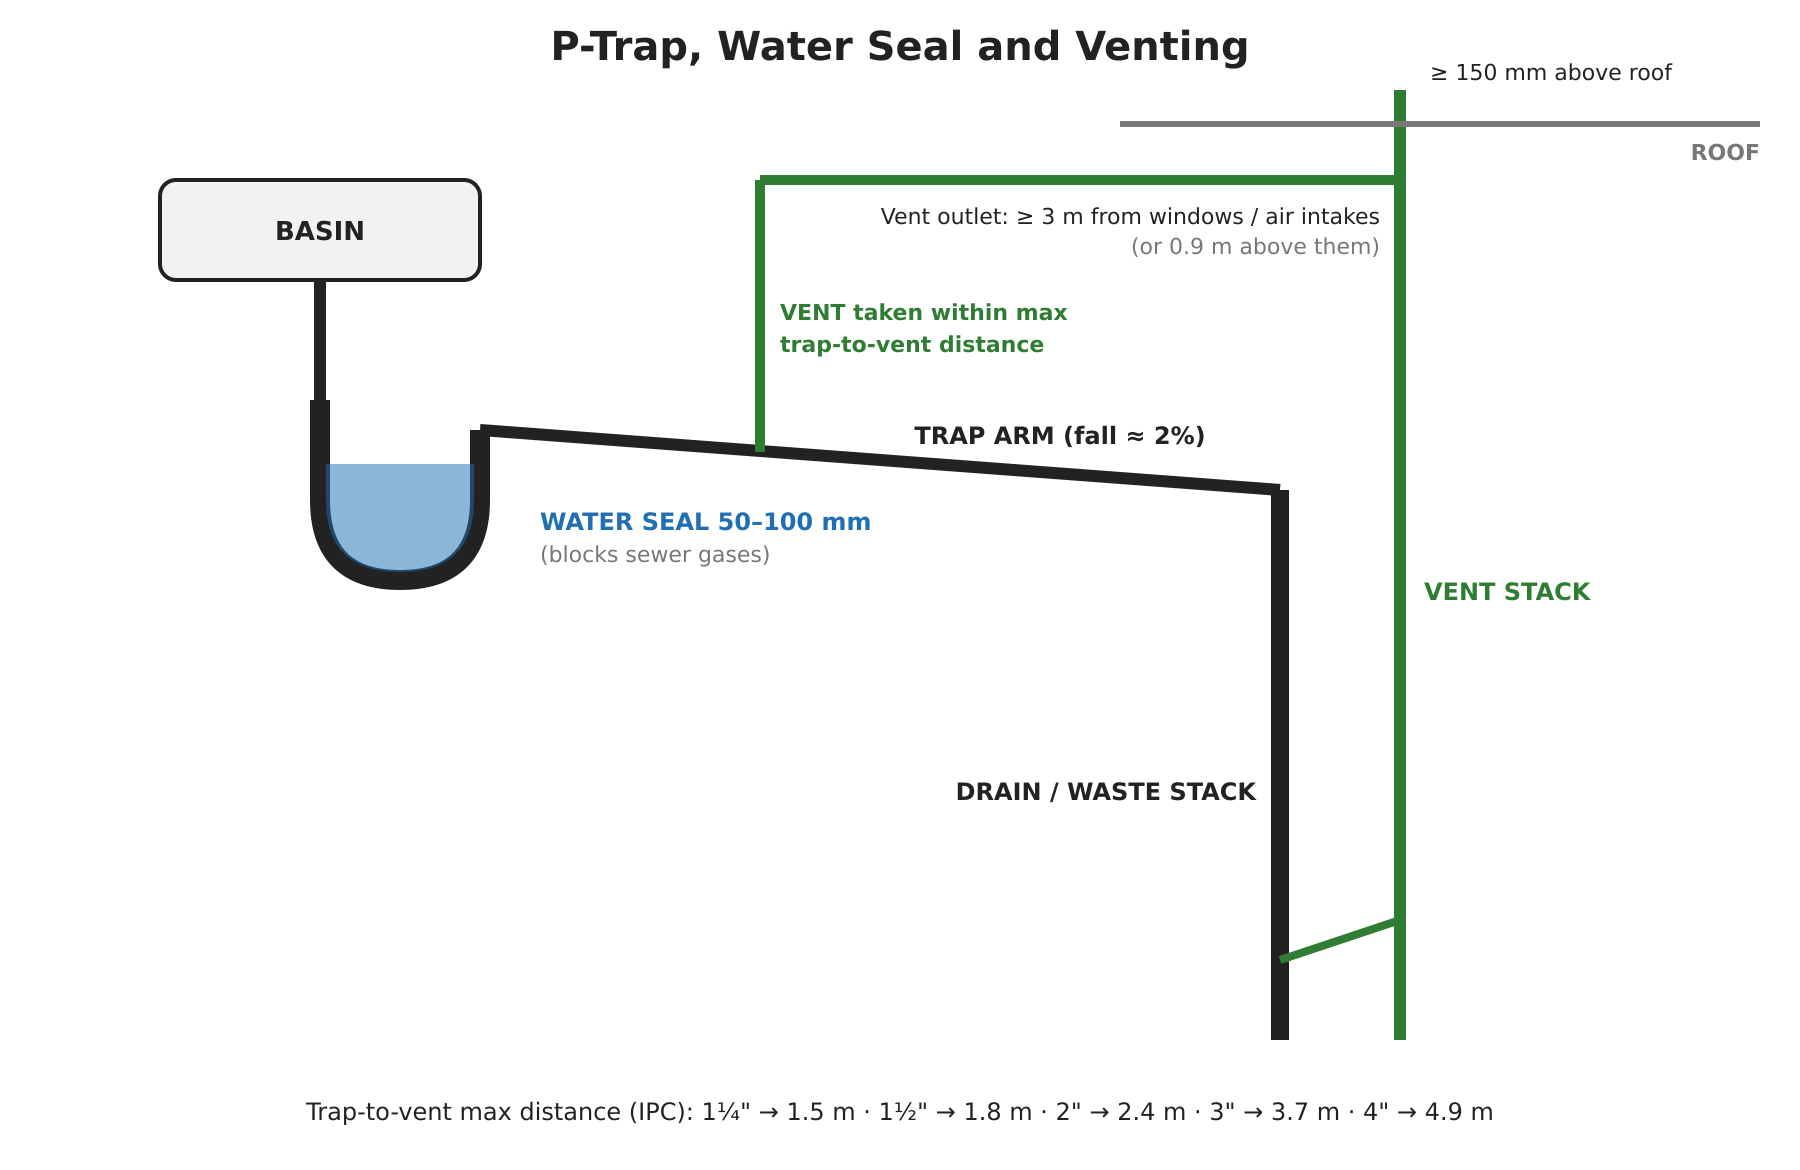 P-Trap, Water Seal and Venting
≥ 150 mm above roof
ROOF
BASIN
Vent outlet: ≥ 3 m from windows / air intakes
(or 0.9 m above them)
VENT taken within max
trap-to-vent distance
TRAP ARM (fall ≈ 2%)
WATER SEAL 50–100 mm
(blocks sewer gases)
VENT STACK
DRAIN / WASTE STACK
Trap-to-vent max distance (IPC): 1¼" → 1.5 m · 1½" → 1.8 m · 2" → 2.4 m · 3" → 3.7 m · 4" → 4.9 m